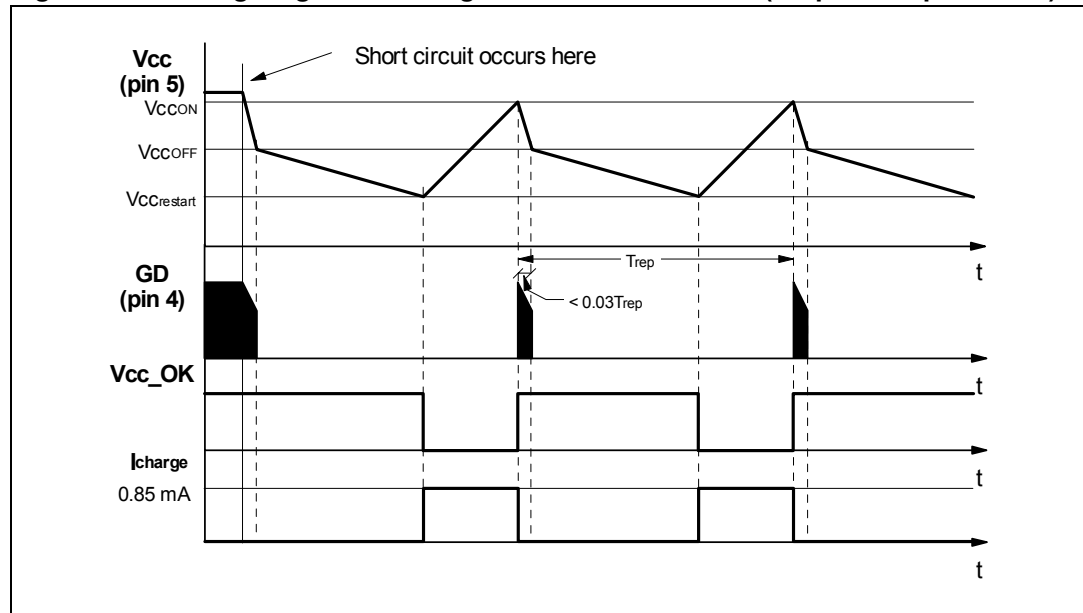 Short circuit occurs here
Vcc
(pin 5)
VccON
VccOFF
Vccrestart
t
GD
(pin 4)
Trep
< 0.03Trep
t
Vcc_OK
t
Icharge
0.85 mA
t